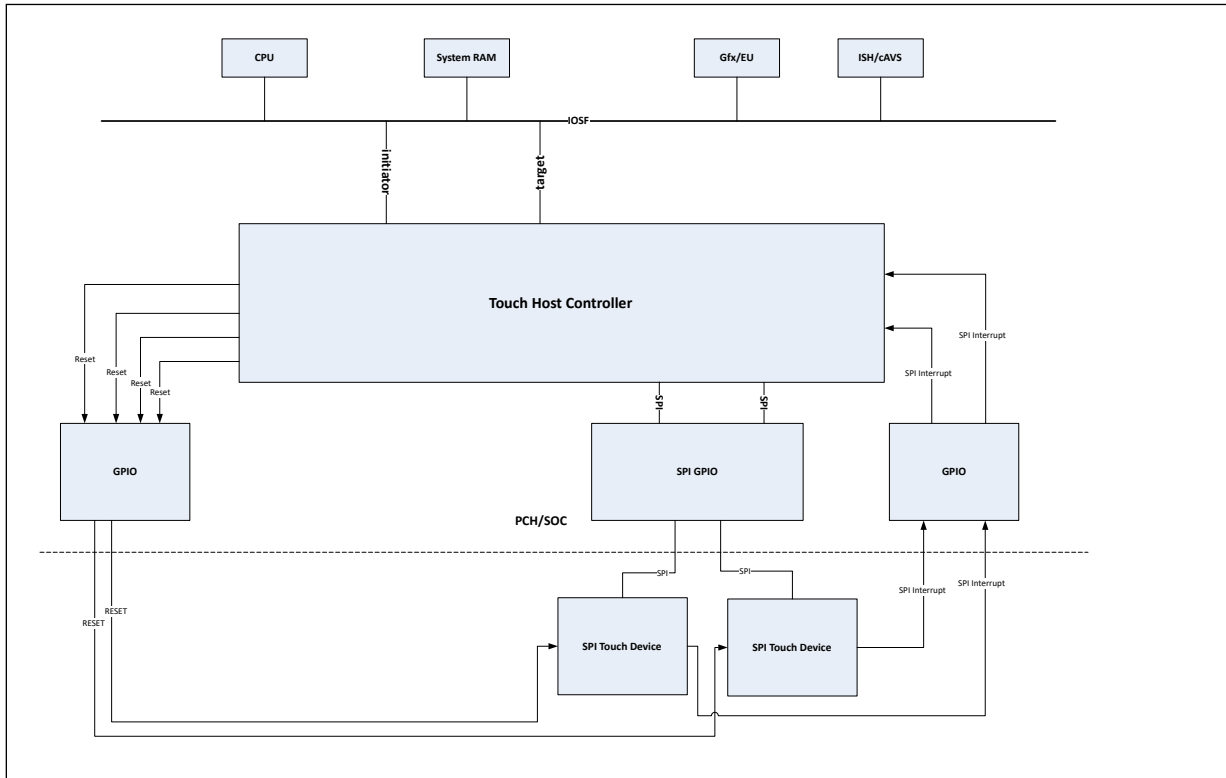 CPU
System RAM
Gfx/EU
ISH/cAVS
IOSF
initiator
target
Touch Host Controller
Reset
Reset
Reset
Reset
SPI Interrupt
SPI Interrupt
SPI
SPI
GPIO
SPI GPIO
GPIO
PCH/SOC
SPI
SPI
SPI Interrupt
SPI Interrupt
RESET
RESET
SPI Touch Device
SPI Touch Device